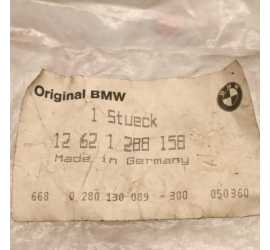 Original BMW
1 Stueck
12 62 1 288 158
Made in Germany
668 0 280 130 089 - 300 050360